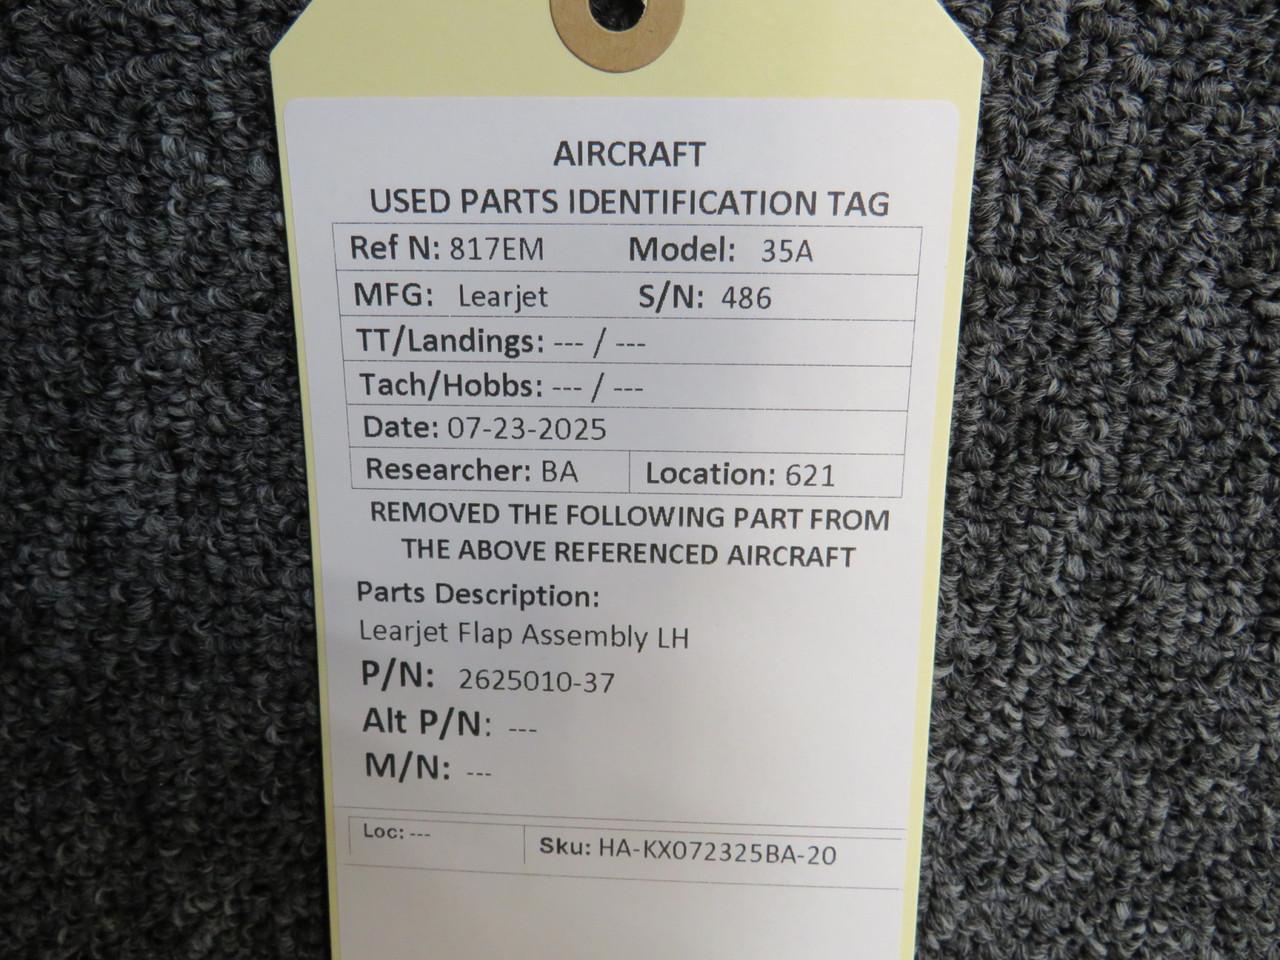 AIRCRAFT
USED PARTS IDENTIFICATION TAG
Ref N: 817EM Model: 35A
MFG: Learjet S/N: 486
TT/Landings: --- / ---
Tach/Hobbs: --- / ---
Date: 07-23-2025
Researcher: BA Location: 621
REMOVED THE FOLLOWING PART FROM
THE ABOVE REFERENCED AIRCRAFT
Parts Description:
Learjet Flap Assembly LH
P/N: 2625010-37
Alt P/N: ---
M/N: ---
Loc: --- Sku: HA-KX072325BA-20